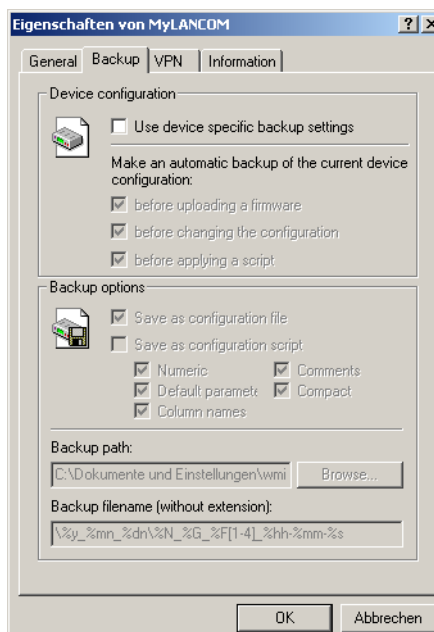 Eigenschaften von MyLANCOM
General Backup VPN Information
Device configuration
Use device specific backup settings
Make an automatic backup of the current device
configuration:
before uploading a firmware
before changing the configuration
before applying a script
Backup options
Save as configuration file
Save as configuration script
Numeric Comments
Default paramete Compact
Column names
Backup path:
C:\Dokumente und Einstellungen\wmi Browse...
Backup filename (without extension):
\%y_%mn_%dn\%N_%G_%F[1-4]_%hh-%mm-%s
OK Abbrechen